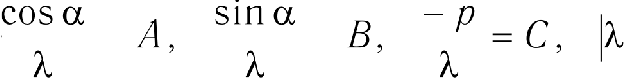 cos α / λ   A,   sin α / λ   B,   − p / λ = C,   |λ